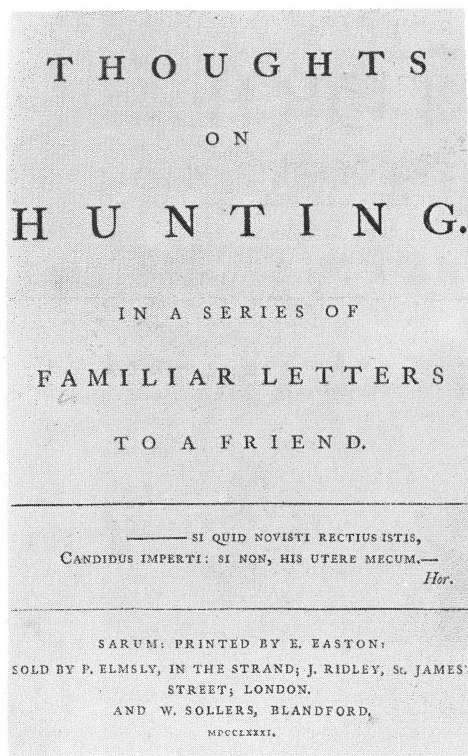 THOUGHTS
ON
HUNTING.
IN A SERIES OF
FAMILIAR LETTERS
TO A FRIEND.
——— SI QUID NOVISTI RECTIUS ISTIS,
CANDIDUS IMPERTI: SI NON, HIS UTERE MECUM.—
Hor.
SARUM: PRINTED BY E. EASTON:
SOLD BY P. ELMSLY, IN THE STRAND; J. RIDLEY, St. JAMES'
STREET; LONDON.
AND W. SOLLERS, BLANDFORD,
MDCCLXXXI.